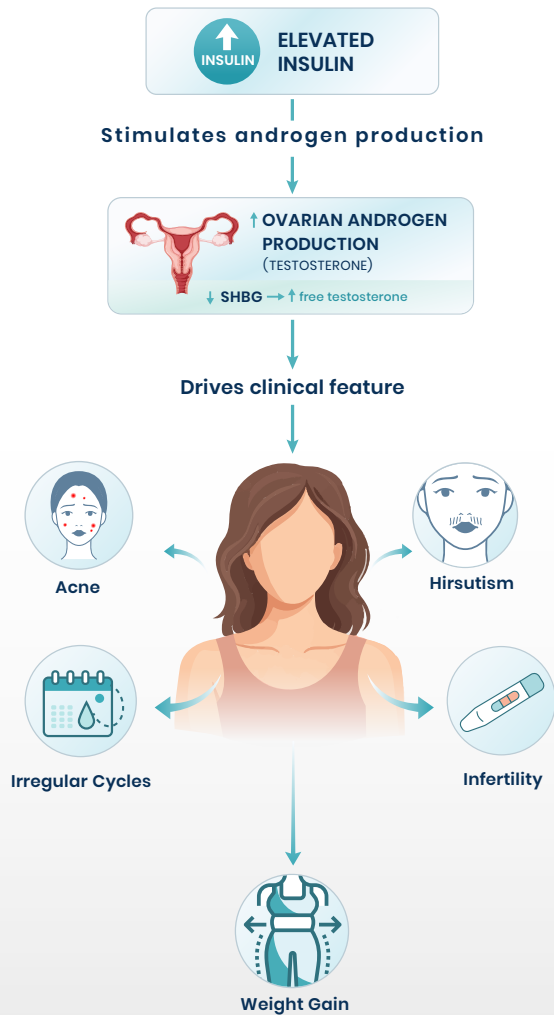 INSULIN
ELEVATED
INSULIN
Stimulates androgen production
↑ OVARIAN ANDROGEN
PRODUCTION
(TESTOSTERONE)
↓ SHBG → ↑ free testosterone
Drives clinical feature
Acne
Hirsutism
Irregular Cycles
Infertility
Weight Gain